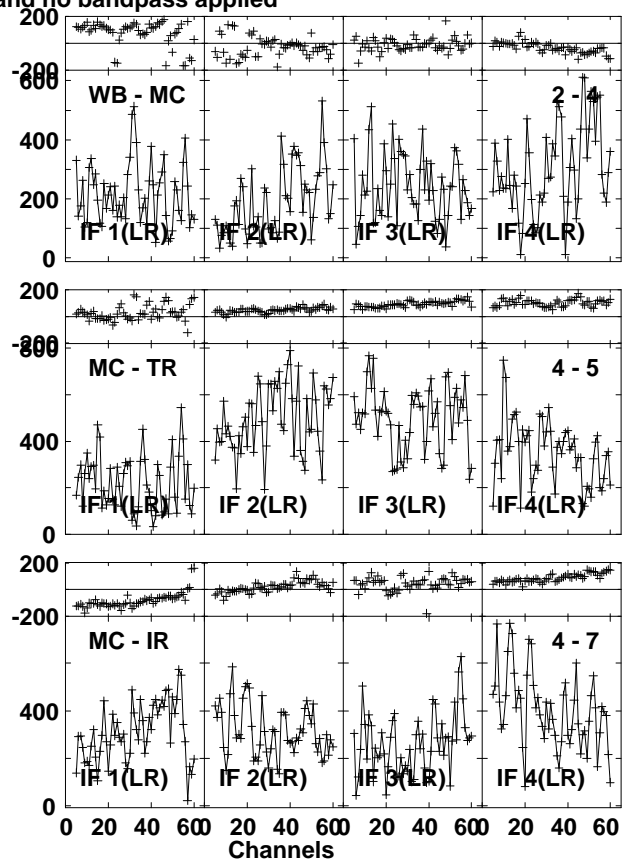 and no bandpass applied
200
-200
600
400
200
0
WB - MC
2 - 4
IF 1(LR) IF 2(LR) IF 3(LR) IF 4(LR)
200
-200
800
400
0
MC - TR
4 - 5
IF 1(LR) IF 2(LR) IF 3(LR) IF 4(LR)
200
-200
400
0
MC - IR
4 - 7
IF 1(LR) IF 2(LR) IF 3(LR) IF 4(LR)
0 20 40 60 0 20 40 60 0 20 40 60 0 20 40 60
Channels